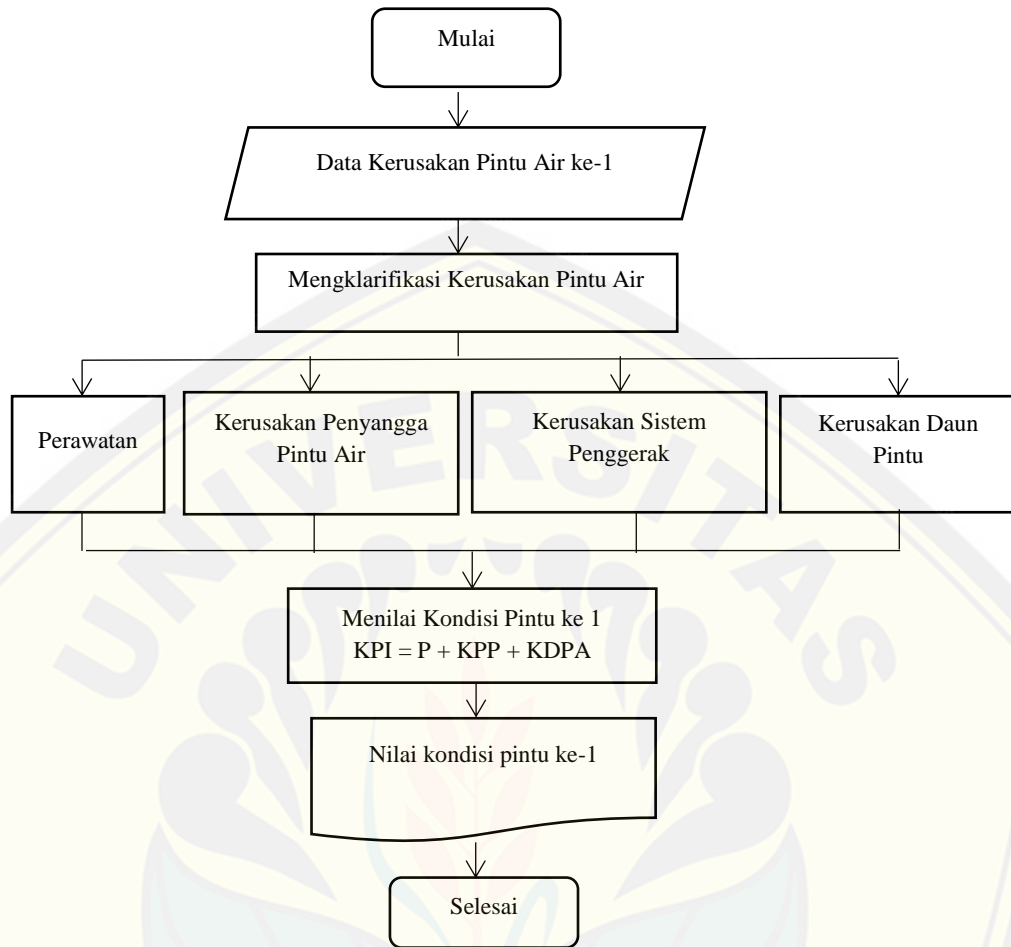 Mulai
Data Kerusakan Pintu Air ke-1
Mengklarifikasi Kerusakan Pintu Air
Perawatan
Kerusakan Penyangga
Pintu Air
Kerusakan Sistem
Penggerak
Kerusakan Daun
Pintu
Menilai Kondisi Pintu ke 1
KPI = P + KPP + KDPA
Nilai kondisi pintu ke-1
Selesai
UNIVERSITAS